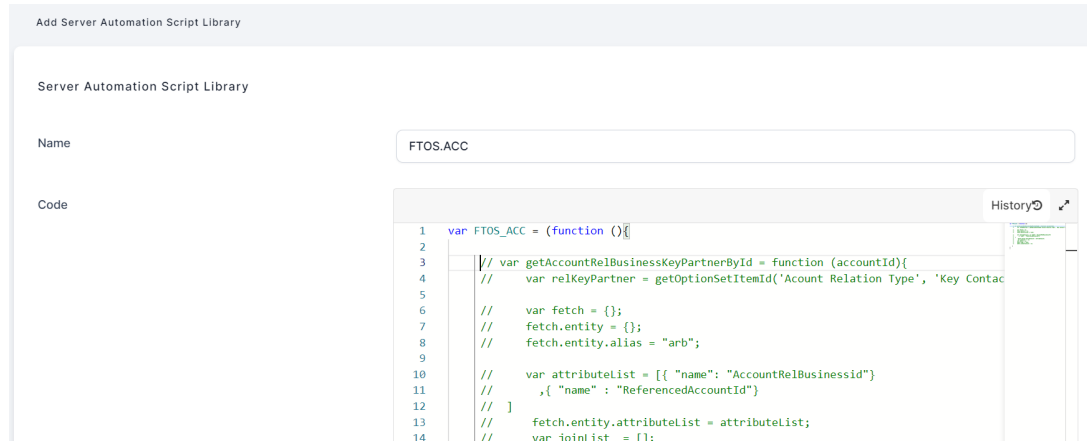 Add Server Automation Script Library
Server Automation Script Library
Name
FTOS.ACC
Code
History
1 var FTOS_ACC = (function (){
2
3 // var getAccountRelBusinessKeyPartnerById = function (accountId){
4 // var relKeyPartner = getOptionSetItemId('Acount Relation Type', 'Key Contac
5
6 // var fetch = {};
7 // fetch.entity = {};
8 // fetch.entity.alias = "arb";
9
10 // var attributeList = [{ "name": "AccountRelBusinessid"}
11 // ,{ "name" : "ReferencedAccountId"}
12 // ]
13 // fetch.entity.attributeList = attributeList;
14 // var joinList = [];